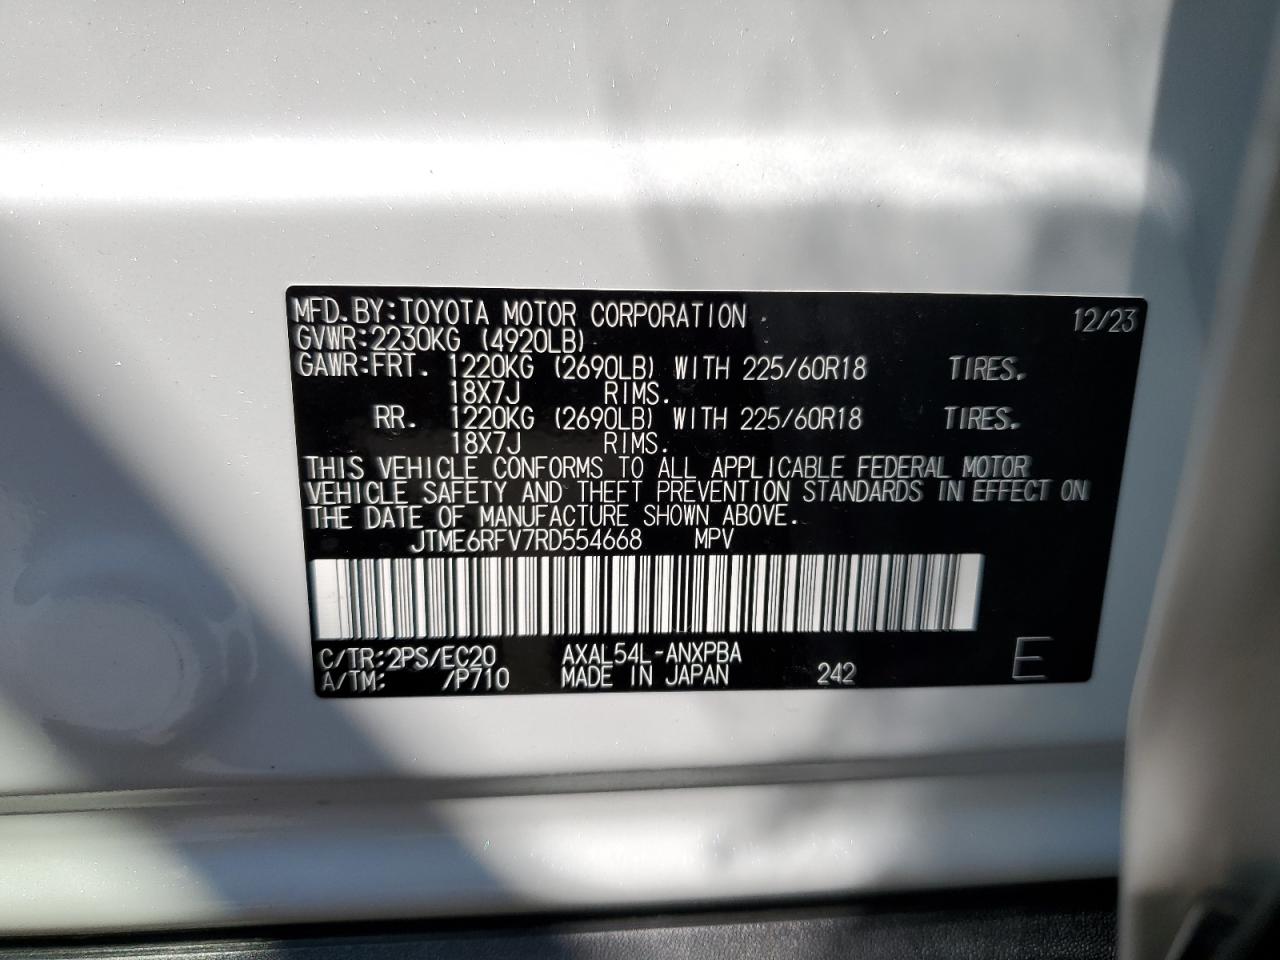 MFD. BY: TOYOTA MOTOR CORPORATION 12/23
GVWR: 2230KG (4920LB)
GAWR: FRT. 1220KG (2690LB) WITH 225/60R18 TIRES.
18X7J RIMS.
RR. 1220KG (2690LB) WITH 225/60R18 TIRES.
18X7J RIMS.
THIS VEHICLE CONFORMS TO ALL APPLICABLE FEDERAL MOTOR
VEHICLE SAFETY AND THEFT PREVENTION STANDARDS IN EFFECT ON
THE DATE OF MANUFACTURE SHOWN ABOVE.
JTME6RFV7RD554668 MPV
C/TR: 2PS/EC20 AXAL54L-ANXPBA
A/TM: /P710 MADE IN JAPAN 242 E